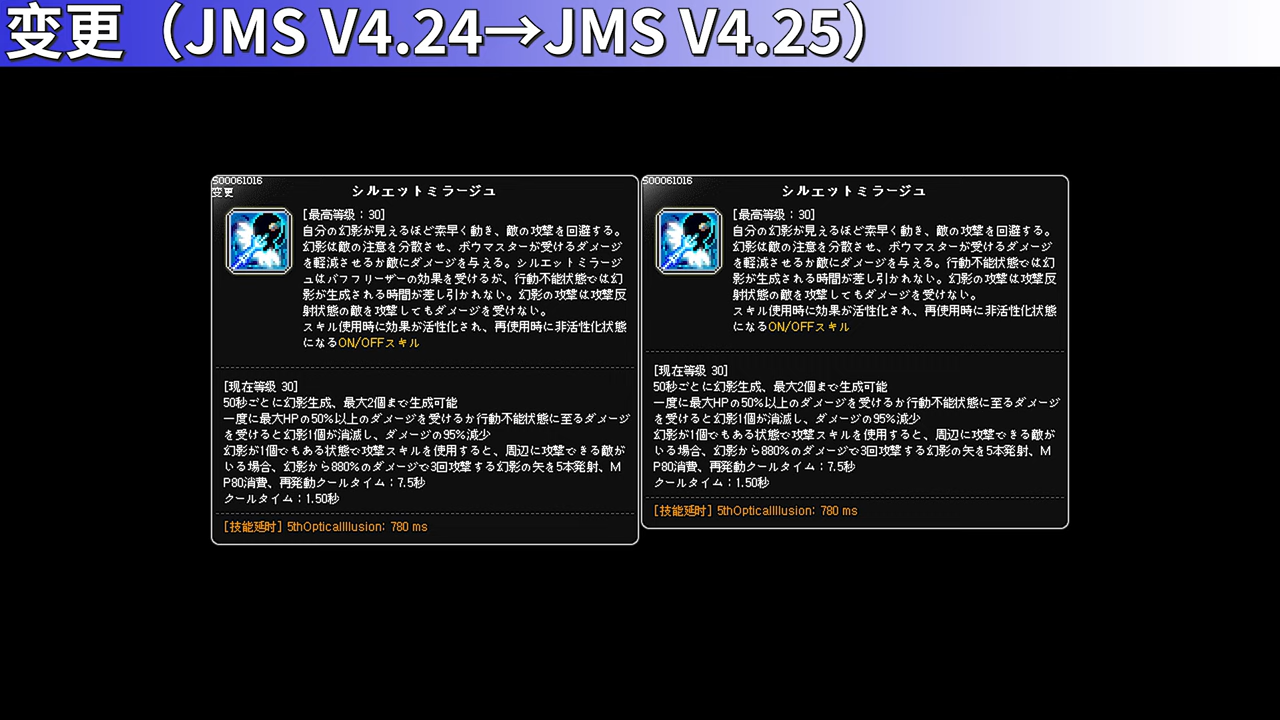 変更（JMS V4.24→JMS V4.25）
S00061016
変更
シルエットミラージュ
[最高等級：30]
自分の幻影が見えるほど素早く動き、敵の攻撃を回避する。
幻影は敵の注意を分散させ、ボウマスターが受けるダメージ
を軽減させるか敵にダメージを与える。シルエットミラージ
ュはバフフリーザーの効果を受けるが、行動不能状態では幻
影が生成される時間が差し引かれない。幻影の攻撃は攻撃反
射状態の敵を攻撃してもダメージを受けない。
スキル使用時に効果が活性化され、再使用時に非活性化状態
になるON/OFFスキル
[现在等级 30]
50秒ごとに幻影生成、最大2個まで生成可能
一度に最大HPの50%以上のダメージを受けるか行動不能状態に至るダメージ
を受けると幻影1個が消滅し、ダメージの95%減少
幻影が1個でもある状態で攻撃スキルを使用すると、周辺に攻撃できる敵が
いる場合、幻影から880%のダメージで3回攻撃する幻影の矢を5本発射、M
P80消費、再発動クールタイム：7.5秒
クールタイム：1.50秒
[技能延时] 5thOpticalIllusion: 780 ms
S00061016
シルエットミラージュ
[最高等級：30]
自分の幻影が見えるほど素早く動き、敵の攻撃を回避する。
幻影は敵の注意を分散させ、ボウマスターが受けるダメージ
を軽減させるか敵にダメージを与える。行動不能状態では幻
影が生成される時間が差し引かれない。幻影の攻撃は攻撃反
射状態の敵を攻撃してもダメージを受けない。
スキル使用時に効果が活性化され、再使用時に非活性化状態
になるON/OFFスキル
[现在等级 30]
50秒ごとに幻影生成、最大2個まで生成可能
一度に最大HPの50%以上のダメージを受けるか行動不能状態に至るダメージ
を受けると幻影1個が消滅し、ダメージの95%減少
幻影が1個でもある状態で攻撃スキルを使用すると、周辺に攻撃できる敵が
いる場合、幻影から880%のダメージで3回攻撃する幻影の矢を5本発射、M
P80消費、再発動クールタイム：7.5秒
クールタイム：1.50秒
[技能延时] 5thOpticalIllusion: 780 ms